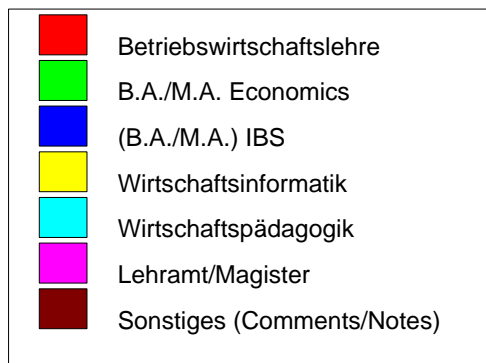 Betriebswirtschaftslehre
B.A./M.A. Economics
(B.A./M.A.) IBS
Wirtschaftsinformatik
Wirtschaftspädagogik
Lehramt/Magister
Sonstiges (Comments/Notes)